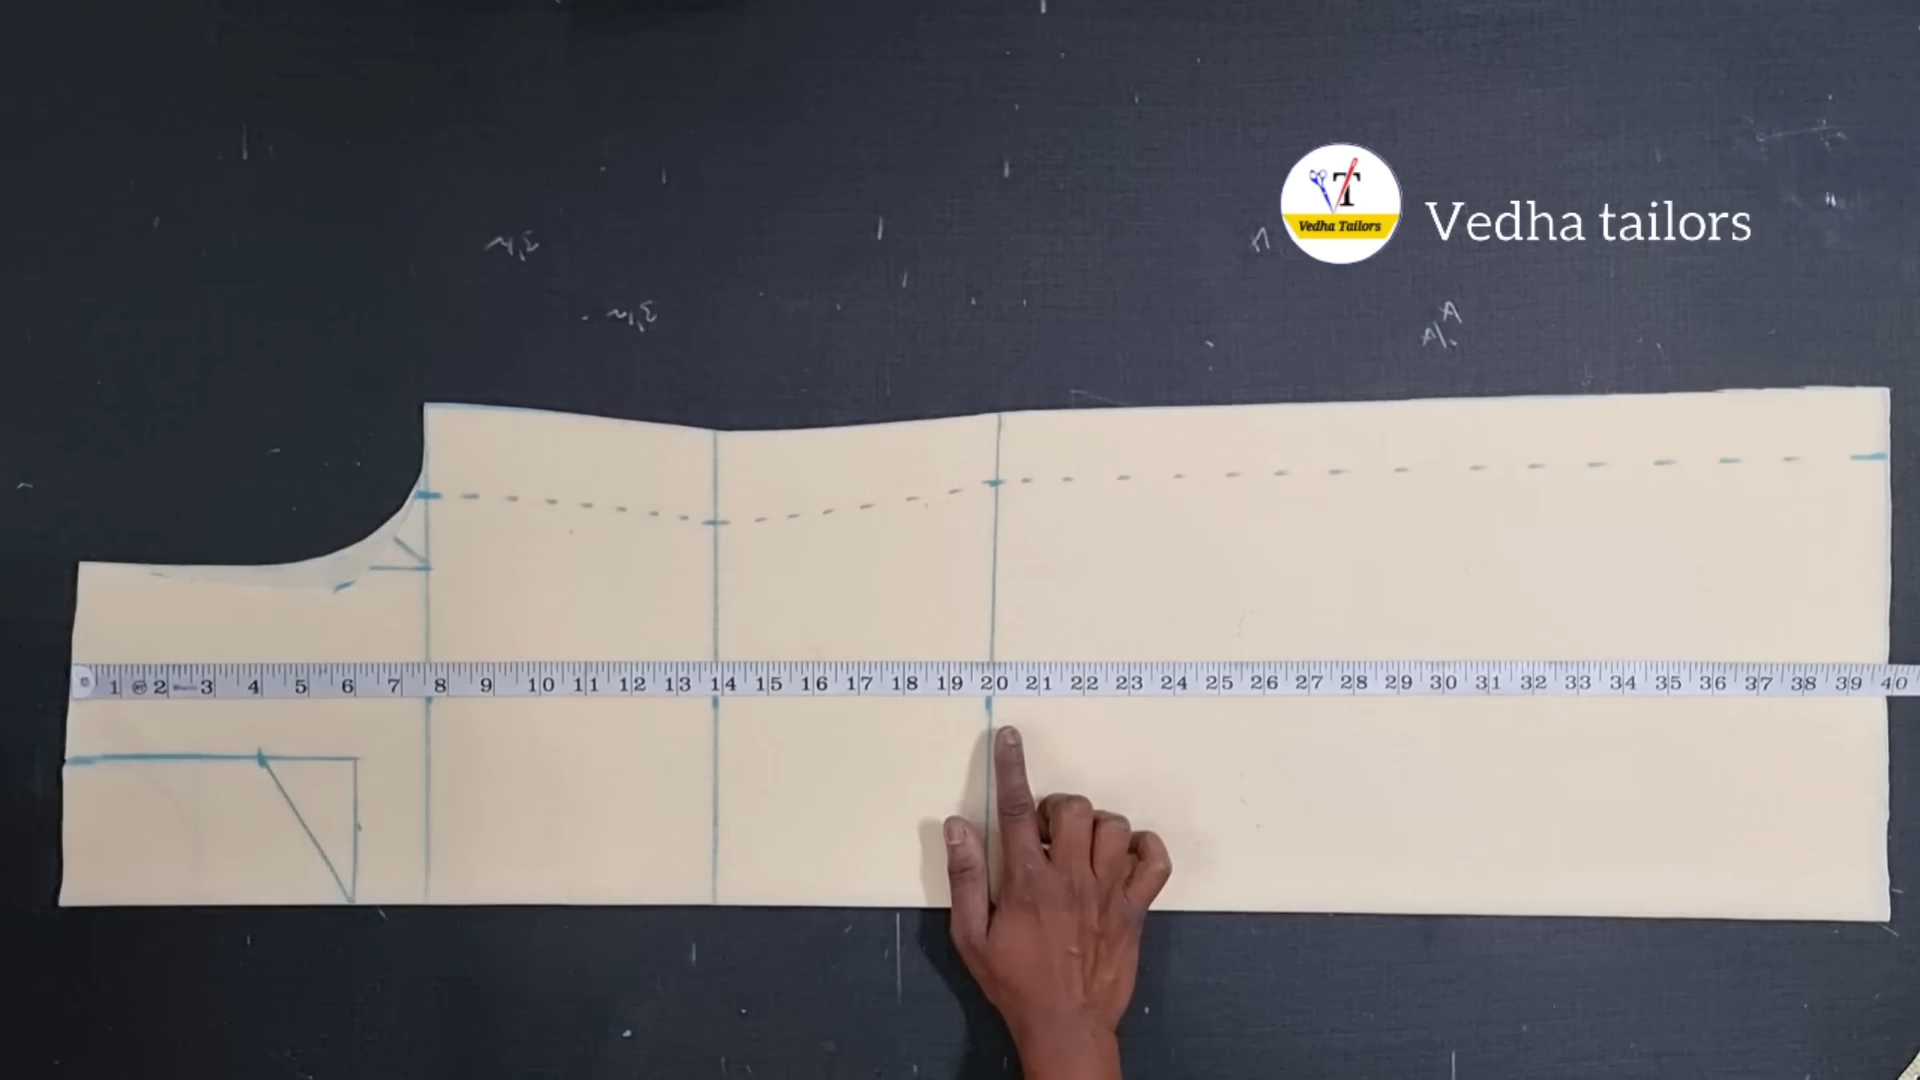 T
Vedha Tailors
Vedha tailors
1 2 3 4 5 6 7 8 9 10 11 12 13 14 15 16 17 18 19 20 21 22 23 24 25 26 27 28 29 30 31 32 33 34 35 36 37 38 39 40